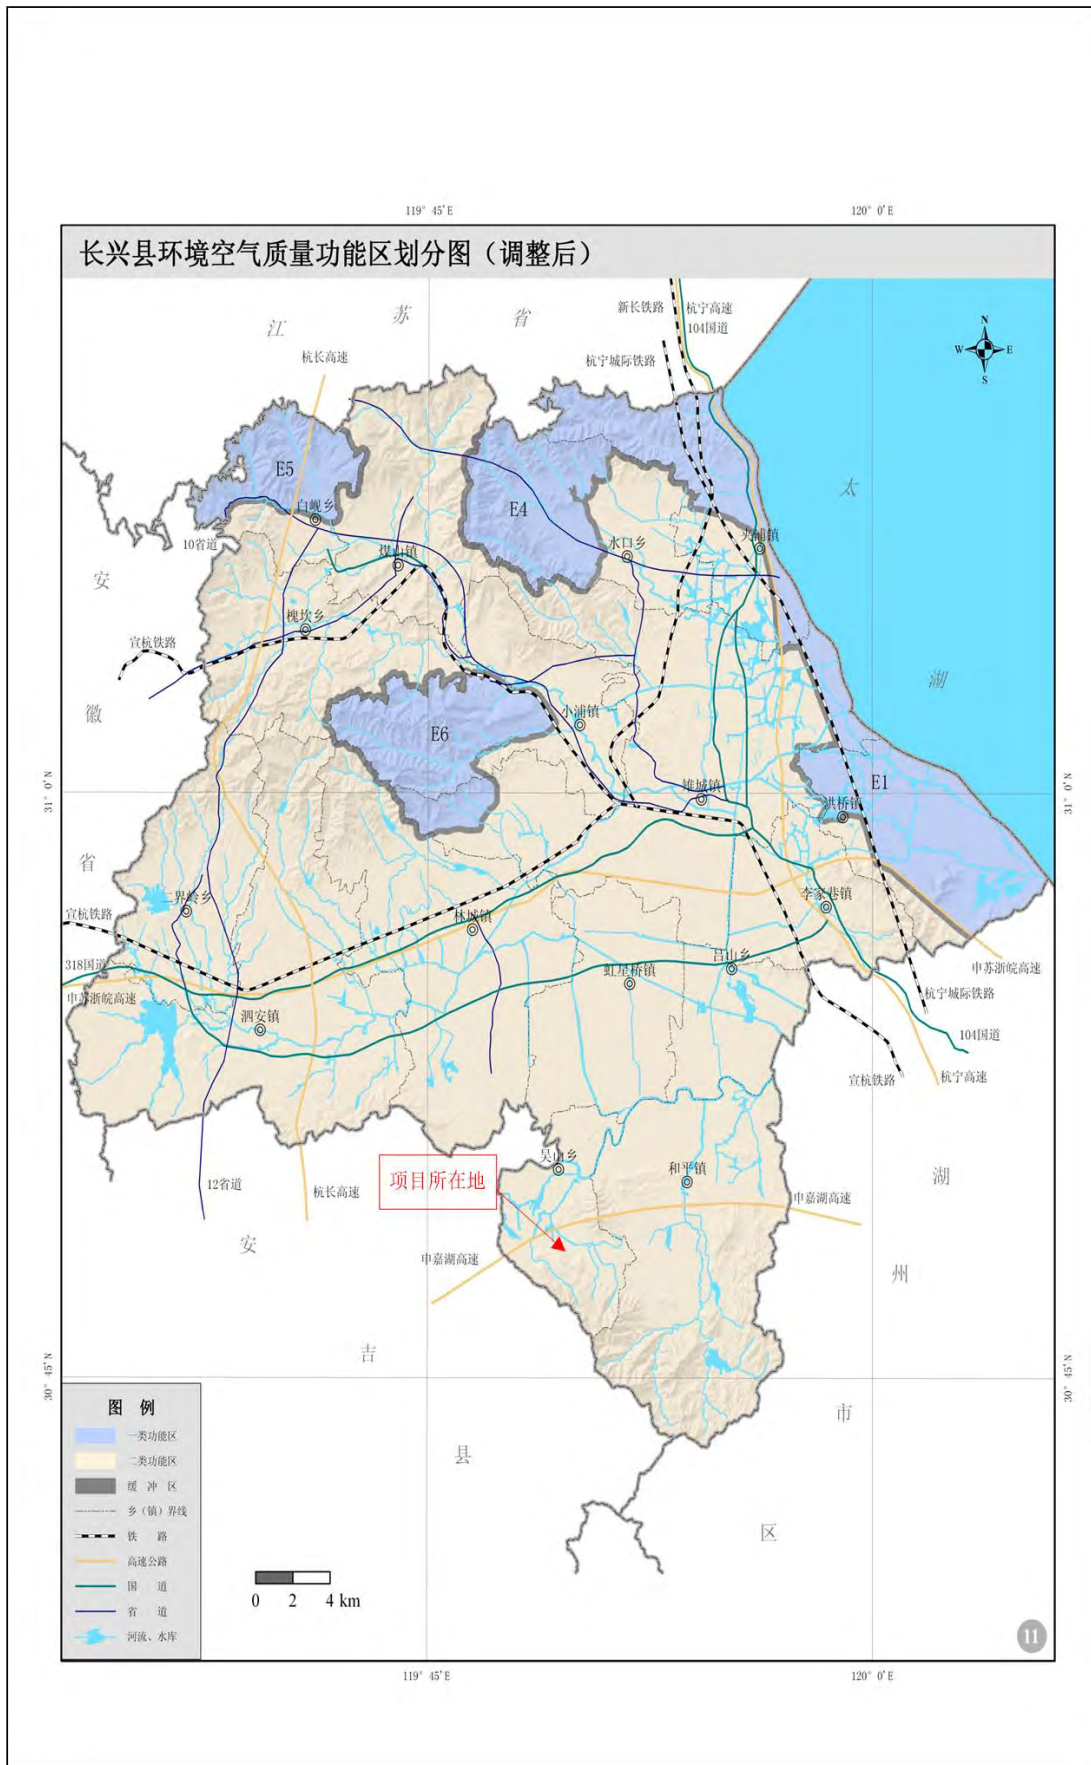 119° 45′E
120° 0′E
长兴县环境空气质量功能区划分图（调整后）
江
苏
省
新长铁路
杭宁高速
104国道
杭宁城际铁路
杭长高速
N
W
E
S
E5
E4
太
白岘乡
夹浦镇
10省道
水口乡
煤山镇
安
槐坎乡
宣杭铁路
湖
徽
小浦镇
E6
雉城镇
E1
洪桥镇
31° 0′N
31° 0′N
省
二界岭乡
李家巷镇
宣杭铁路
林城镇
吕山乡
318国道
虹星桥镇
申苏浙皖高速
申苏浙皖高速
杭宁城际铁路
泗安镇
104国道
宣杭铁路
杭宁高速
吴山乡
和平镇
项目所在地
12省道
杭长高速
申嘉湖高速
湖
安
申嘉湖高速
州
吉
30° 45′N
30° 45′N
市
县
区
图 例
一类功能区
二类功能区
缓 冲 区
乡（镇）界线
铁 路
高速公路
国 道
省 道
河流、水库
0 2 4 km
11
119° 45′E
120° 0′E